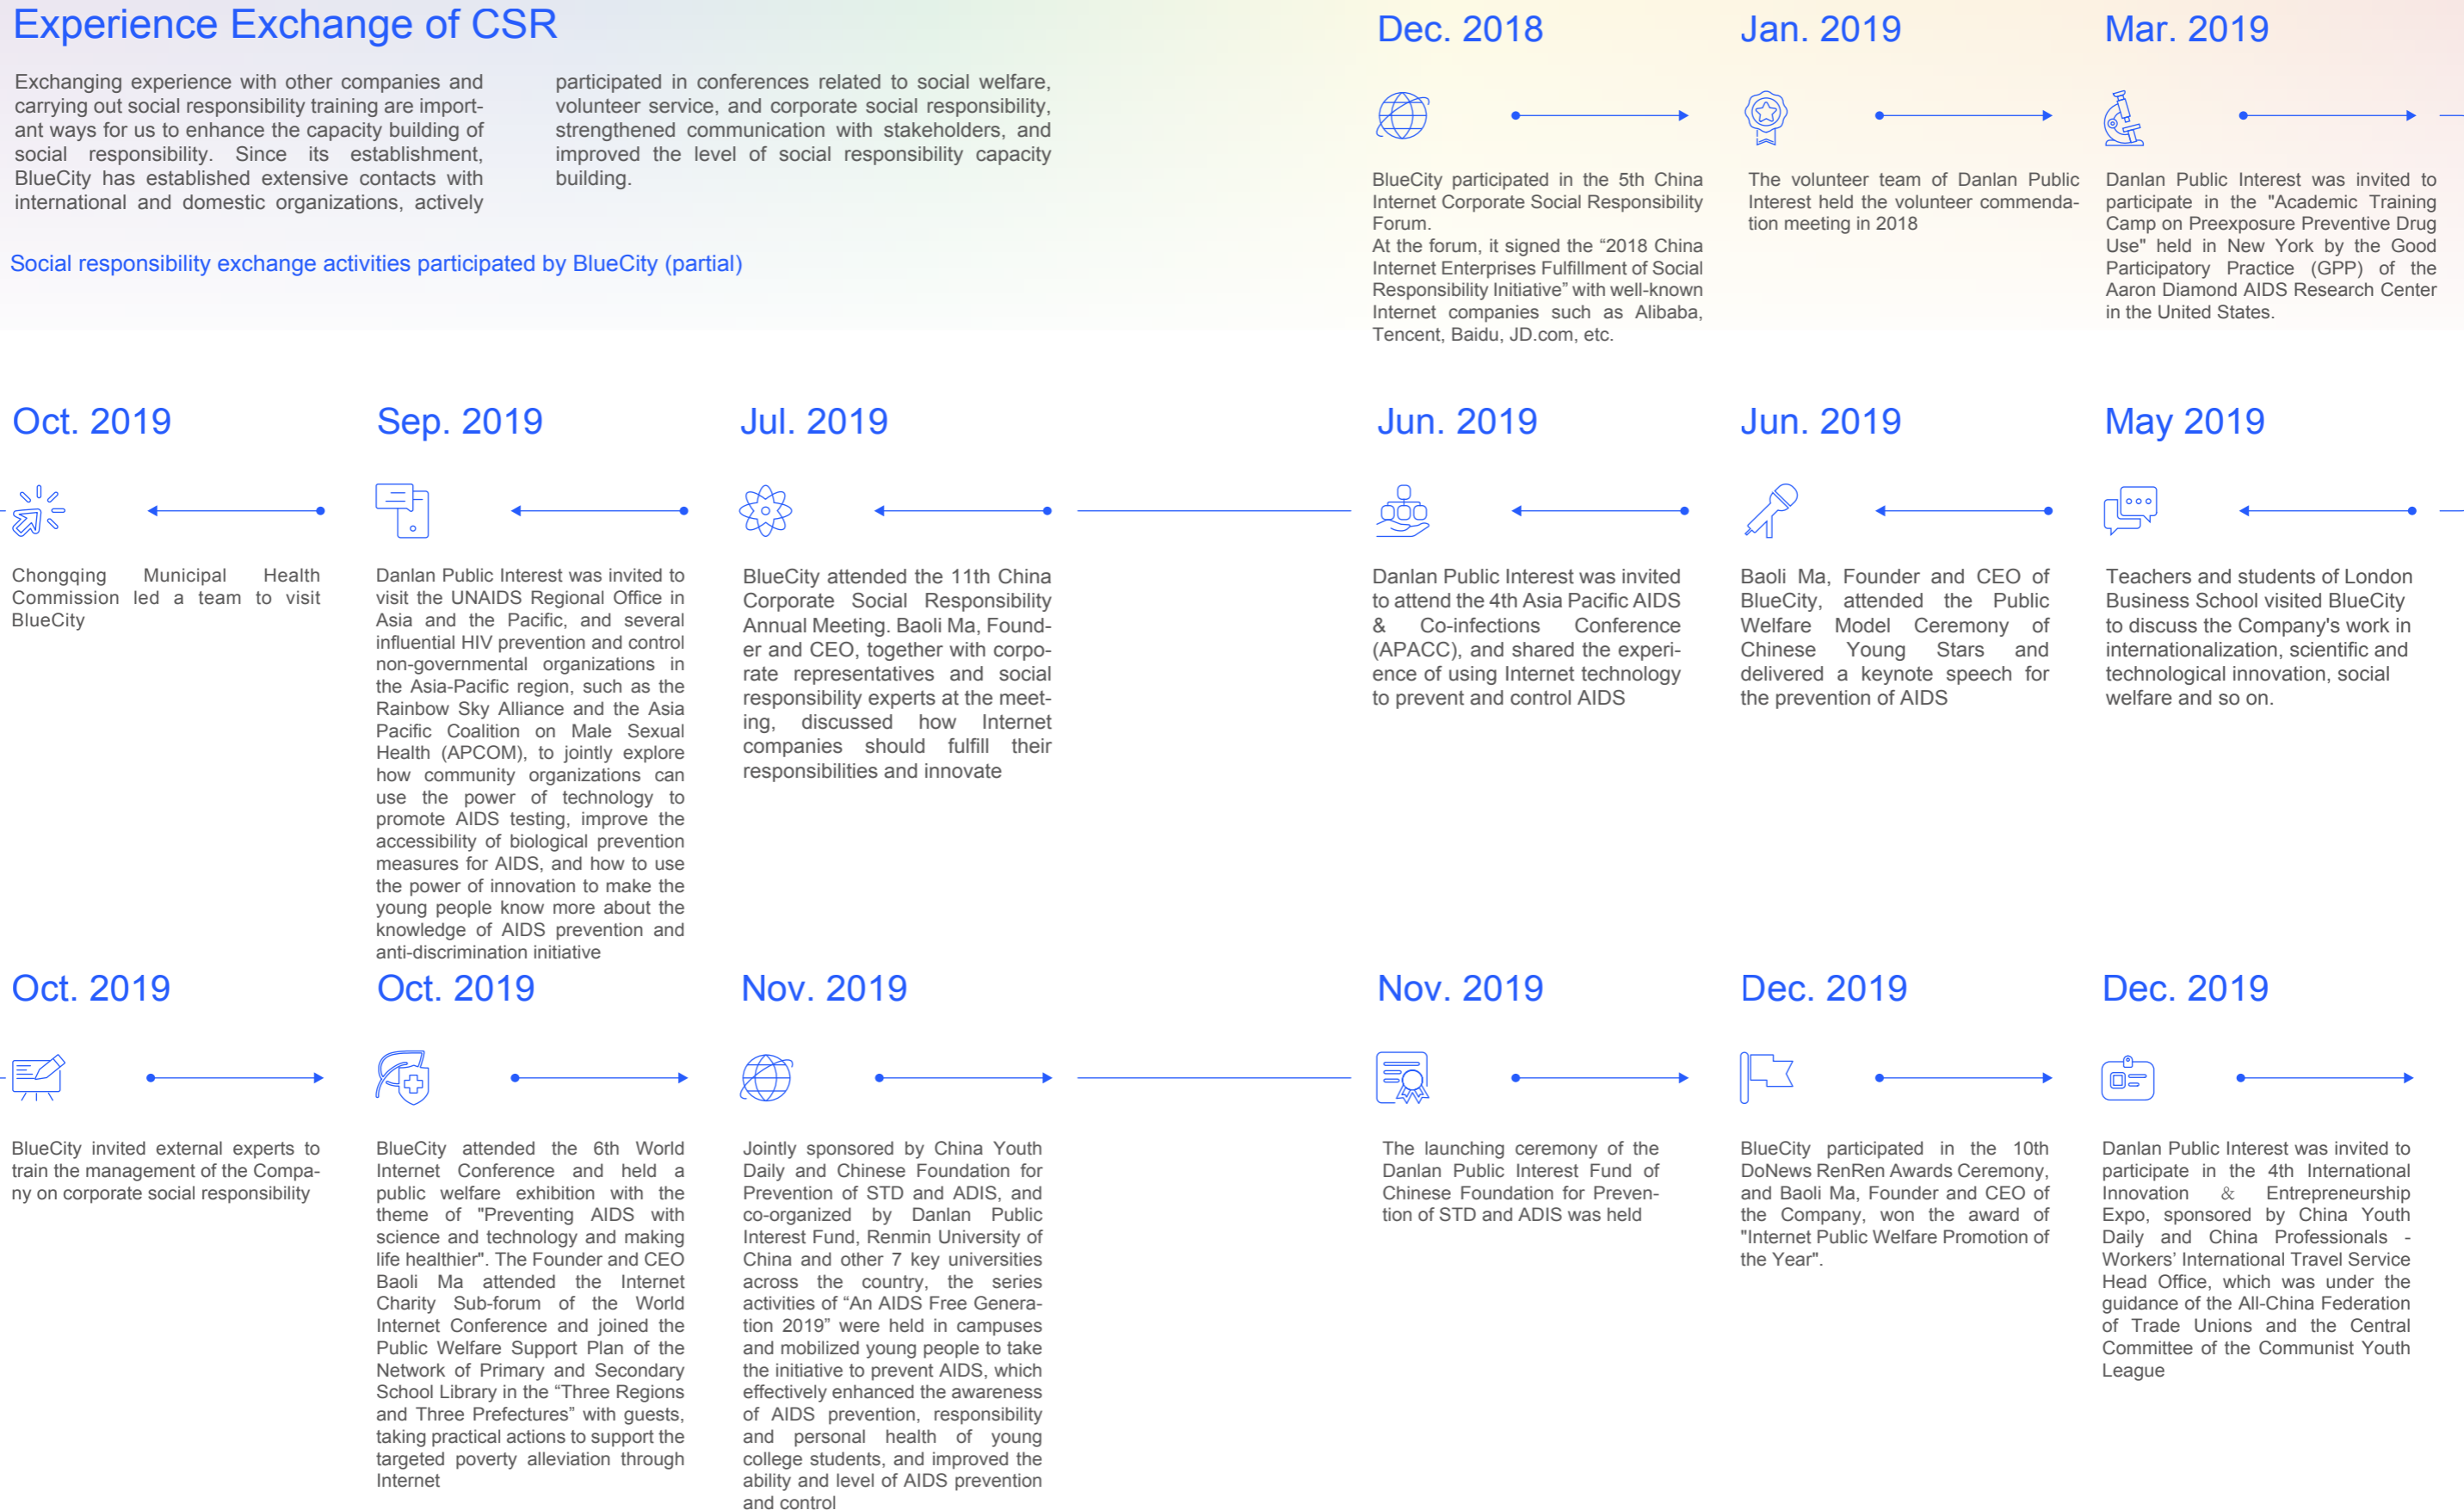 Experience Exchange of CSR
Exchanging experience with other companies and
carrying out social responsibility training are import-
ant ways for us to enhance the capacity building of
social responsibility. Since its establishment,
BlueCity has established extensive contacts with
international and domestic organizations, actively
participated in conferences related to social welfare,
volunteer service, and corporate social responsibility,
strengthened communication with stakeholders, and
improved the level of social responsibility capacity
building.
Social responsibility exchange activities participated by BlueCity (partial)
Dec. 2018
BlueCity participated in the 5th China
Internet Corporate Social Responsibility
Forum.
At the forum, it signed the “2018 China
Internet Enterprises Fulfillment of Social
Responsibility Initiative” with well-known
Internet companies such as Alibaba,
Tencent, Baidu, JD.com, etc.
Jan. 2019
The volunteer team of Danlan Public
Interest held the volunteer commenda-
tion meeting in 2018
Mar. 2019
Danlan Public Interest was invited to
participate in the "Academic Training
Camp on Preexposure Preventive Drug
Use" held in New York by the Good
Participatory Practice (GPP) of the
Aaron Diamond AIDS Research Center
in the United States.
Oct. 2019
Chongqing Municipal Health
Commission led a team to visit
BlueCity
Sep. 2019
Danlan Public Interest was invited to
visit the UNAIDS Regional Office in
Asia and the Pacific, and several
influential HIV prevention and control
non-governmental organizations in
the Asia-Pacific region, such as the
Rainbow Sky Alliance and the Asia
Pacific Coalition on Male Sexual
Health (APCOM), to jointly explore
how community organizations can
use the power of technology to
promote AIDS testing, improve the
accessibility of biological prevention
measures for AIDS, and how to use
the power of innovation to make the
young people know more about the
knowledge of AIDS prevention and
anti-discrimination initiative
Jul. 2019
BlueCity attended the 11th China
Corporate Social Responsibility
Annual Meeting. Baoli Ma, Found-
er and CEO, together with corpo-
rate representatives and social
responsibility experts at the meet-
ing, discussed how Internet
companies should fulfill their
responsibilities and innovate
Jun. 2019
Danlan Public Interest was invited
to attend the 4th Asia Pacific AIDS
& Co-infections Conference
(APACC), and shared the experi-
ence of using Internet technology
to prevent and control AIDS
Jun. 2019
Baoli Ma, Founder and CEO of
BlueCity, attended the Public
Welfare Model Ceremony of
Chinese Young Stars and
delivered a keynote speech for
the prevention of AIDS
May 2019
Teachers and students of London
Business School visited BlueCity
to discuss the Company's work in
internationalization, scientific and
technological innovation, social
welfare and so on.
Oct. 2019
BlueCity invited external experts to
train the management of the Compa-
ny on corporate social responsibility
Oct. 2019
BlueCity attended the 6th World
Internet Conference and held a
public welfare exhibition with the
theme of "Preventing AIDS with
science and technology and making
life healthier". The Founder and CEO
Baoli Ma attended the Internet
Charity Sub-forum of the World
Internet Conference and joined the
Public Welfare Support Plan of the
Network of Primary and Secondary
School Library in the “Three Regions
and Three Prefectures” with guests,
taking practical actions to support the
targeted poverty alleviation through
Internet
Nov. 2019
Jointly sponsored by China Youth
Daily and Chinese Foundation for
Prevention of STD and ADIS, and
co-organized by Danlan Public
Interest Fund, Renmin University of
China and other 7 key universities
across the country, the series
activities of “An AIDS Free Genera-
tion 2019” were held in campuses
and mobilized young people to take
the initiative to prevent AIDS, which
effectively enhanced the awareness
of AIDS prevention, responsibility
and personal health of young
college students, and improved the
ability and level of AIDS prevention
and control
Nov. 2019
The launching ceremony of the
Danlan Public Interest Fund of
Chinese Foundation for Preven-
tion of STD and ADIS was held
Dec. 2019
BlueCity participated in the 10th
DoNews RenRen Awards Ceremony,
and Baoli Ma, Founder and CEO of
the Company, won the award of
"Internet Public Welfare Promotion of
the Year".
Dec. 2019
Danlan Public Interest was invited to
participate in the 4th International
Innovation & Entrepreneurship
Expo, sponsored by China Youth
Daily and China Professionals -
Workers’ International Travel Service
Head Office, which was under the
guidance of the All-China Federation
of Trade Unions and the Central
Committee of the Communist Youth
League